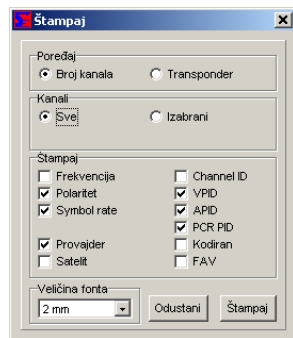 Štampaj
Poređaj
Broj kanala Transponder
Kanali
Sve Izabrani
Štampaj
Frekvencija Channel ID
Polaritet VPID
Symbol rate APID
PCR PID
Provajder Kodiran
Satelit FAV
Veličina fonta
2 mm Odustani Štampaj